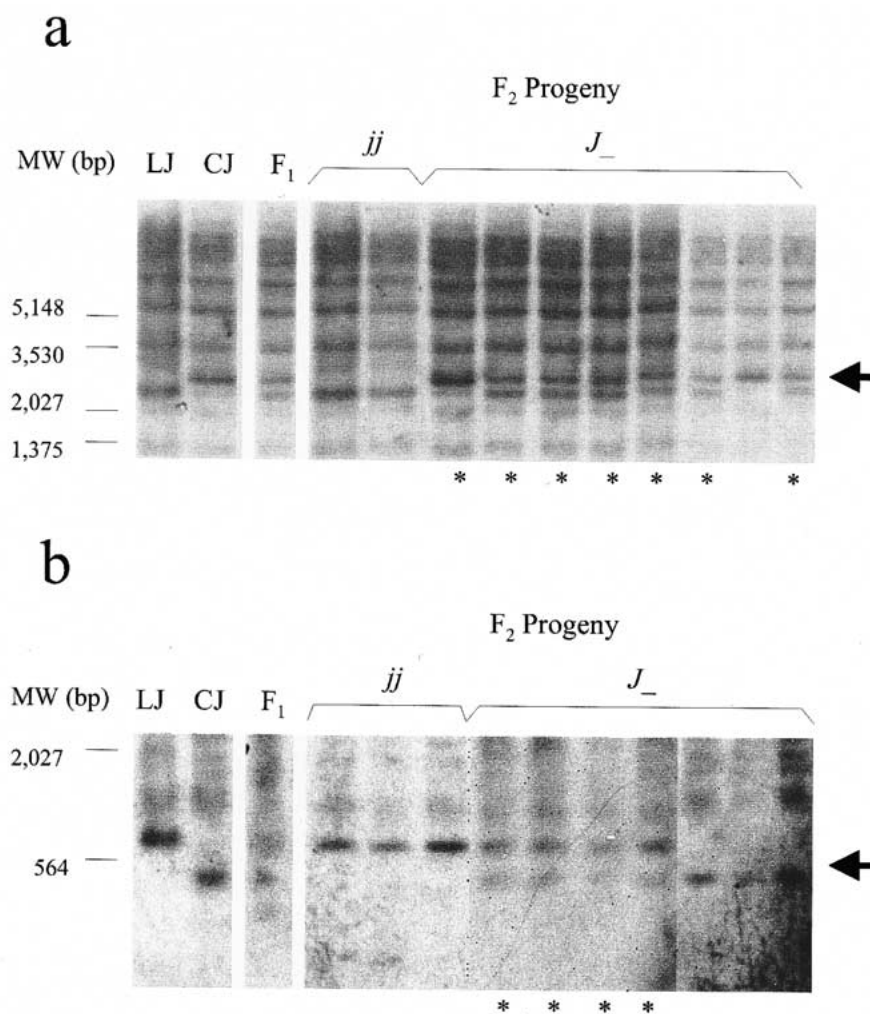 a
F₂ Progeny
jj J_
MW (bp) LJ CJ F₁
5,148
3,530
2,027
1,375
* * * * * * *
b
F₂ Progeny
jj J_
MW (bp) LJ CJ F₁
2,027
564
* * * *